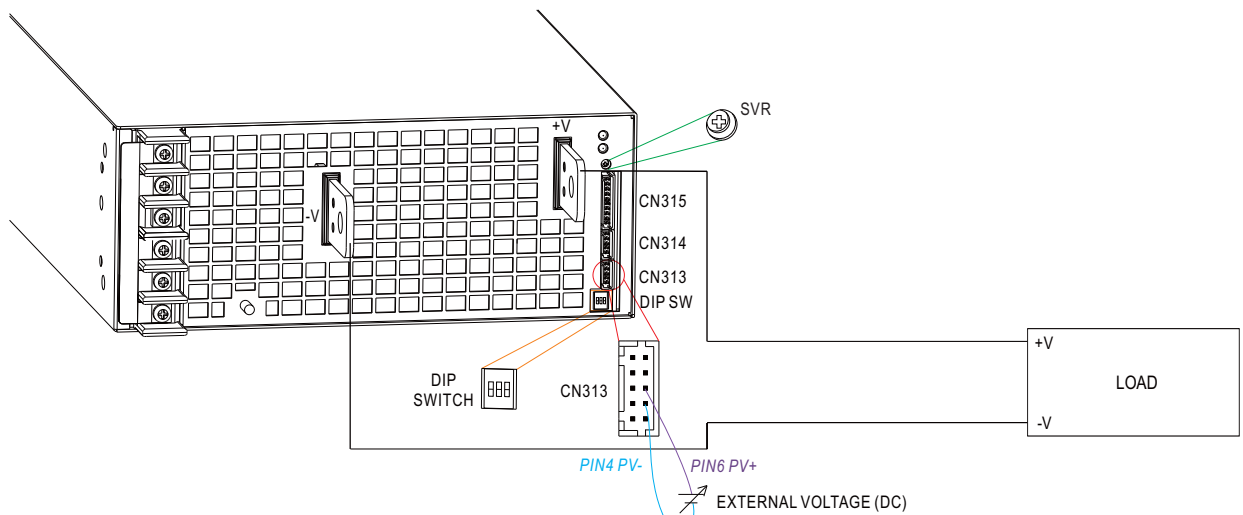 SVR
+V
-V
CN315
CN314
CN313
DIP SW
DIP
SWITCH
CN313
+V
LOAD
-V
PIN4 PV-
PIN6 PV+
EXTERNAL VOLTAGE (DC)